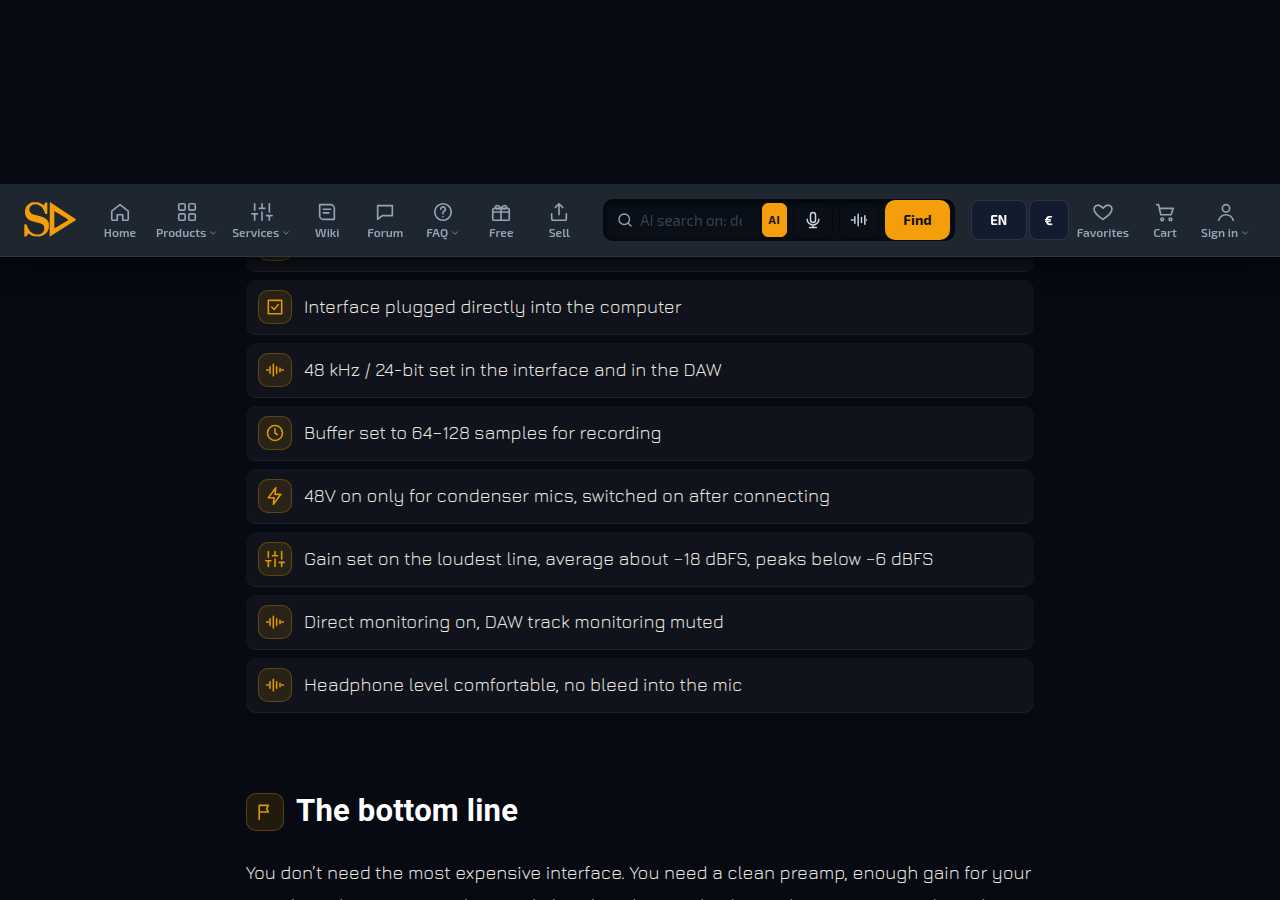 Home
Products
Services
Wiki
Forum
FAQ
Free
Sell
AI search on: de
AI
Find
EN
€
Favorites
Cart
Sign in
Interface plugged directly into the computer
48 kHz / 24-bit set in the interface and in the DAW
Buffer set to 64–128 samples for recording
48V on only for condenser mics, switched on after connecting
Gain set on the loudest line, average about −18 dBFS, peaks below −6 dBFS
Direct monitoring on, DAW track monitoring muted
Headphone level comfortable, no bleed into the mic
The bottom line
You don't need the most expensive interface. You need a clean preamp, enough gain for your